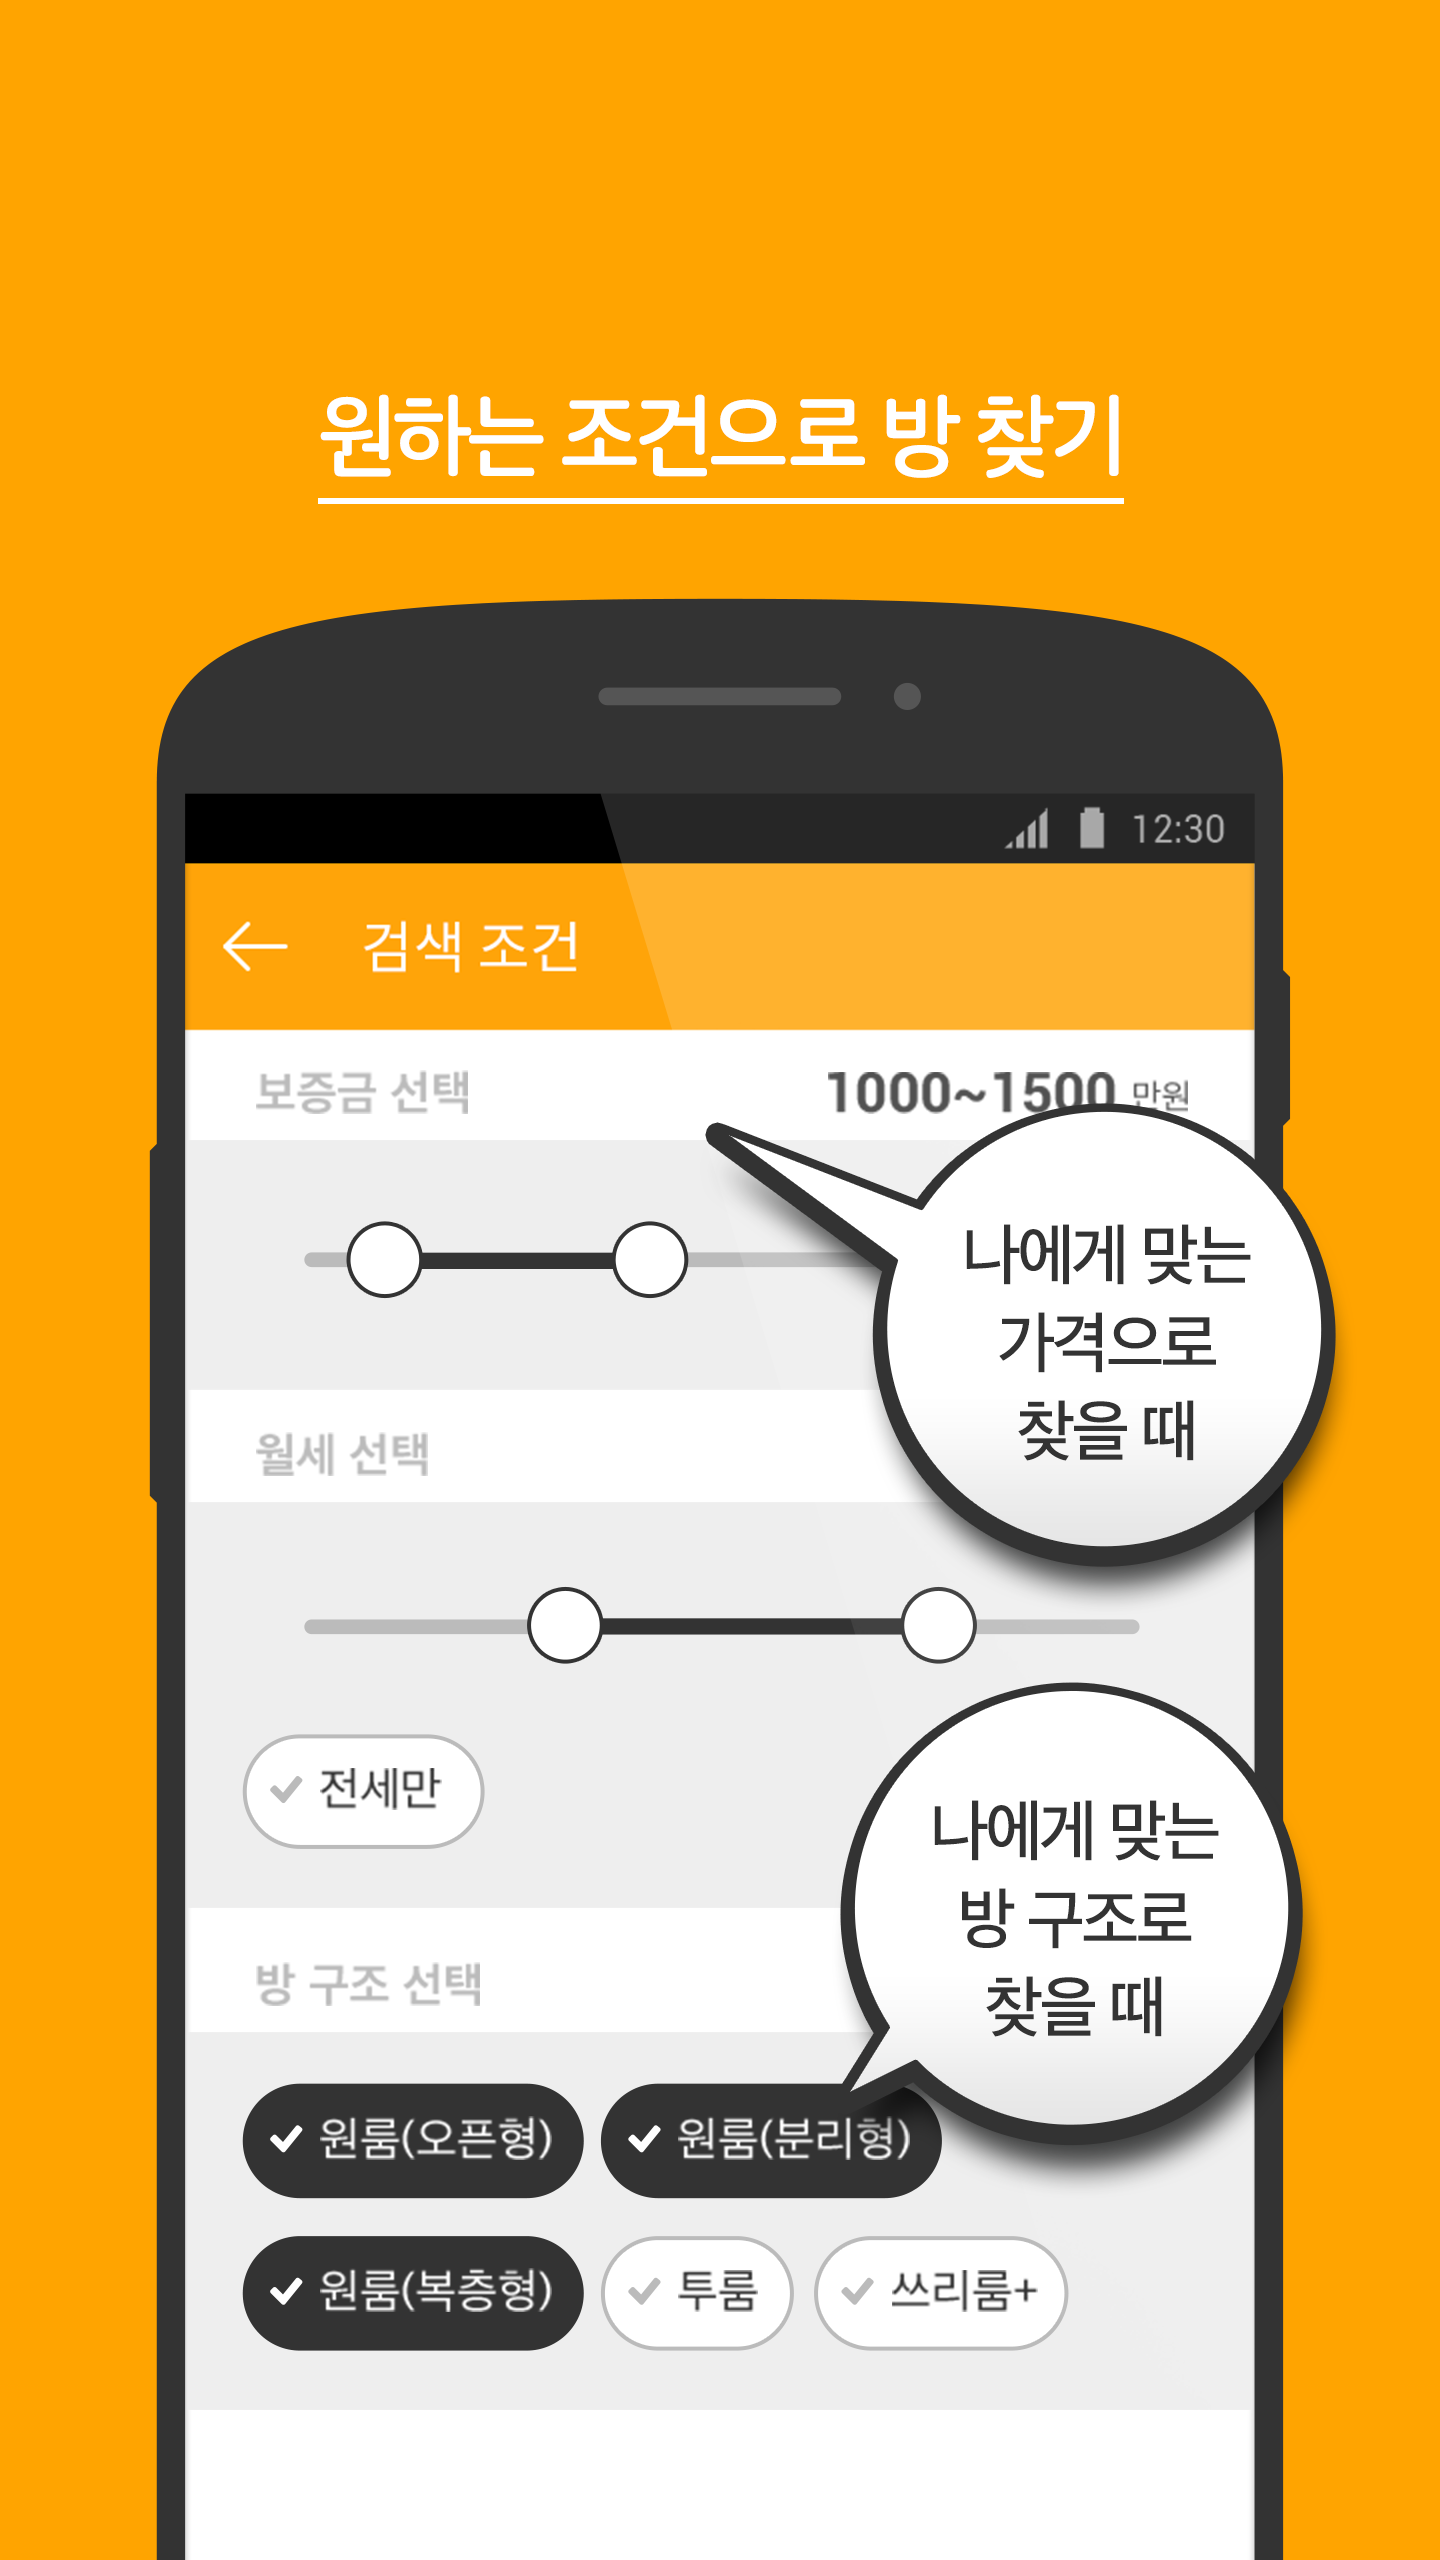 원하는 조건으로 방 찾기
12:30
검색 조건
보증금 선택 1000~1500 만원
나에게 맞는
가격으로
찾을 때
월세 선택
전세만
나에게 맞는
방 구조로
찾을 때
방 구조 선택
원룸(오픈형) 원룸(분리형)
원룸(복층형) 투룸 쓰리룸+